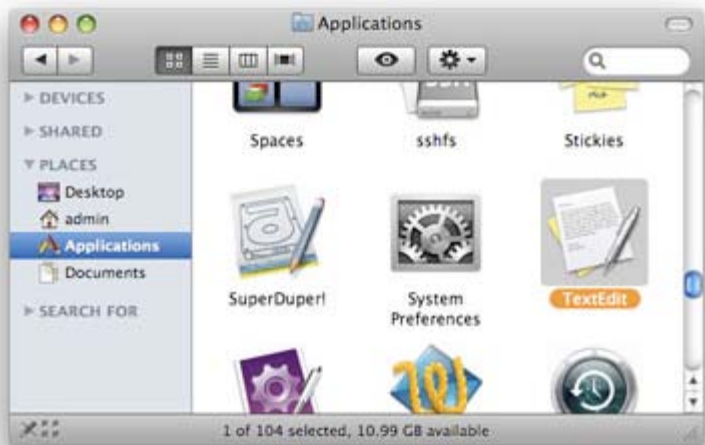 Applications
DEVICES
SHARED
PLACES
Desktop
admin
Applications
Documents
SEARCH FOR
Spaces
sshfs
Stickies
SuperDuper!
System
Preferences
TextEdit
1 of 104 selected, 10.99 GB available